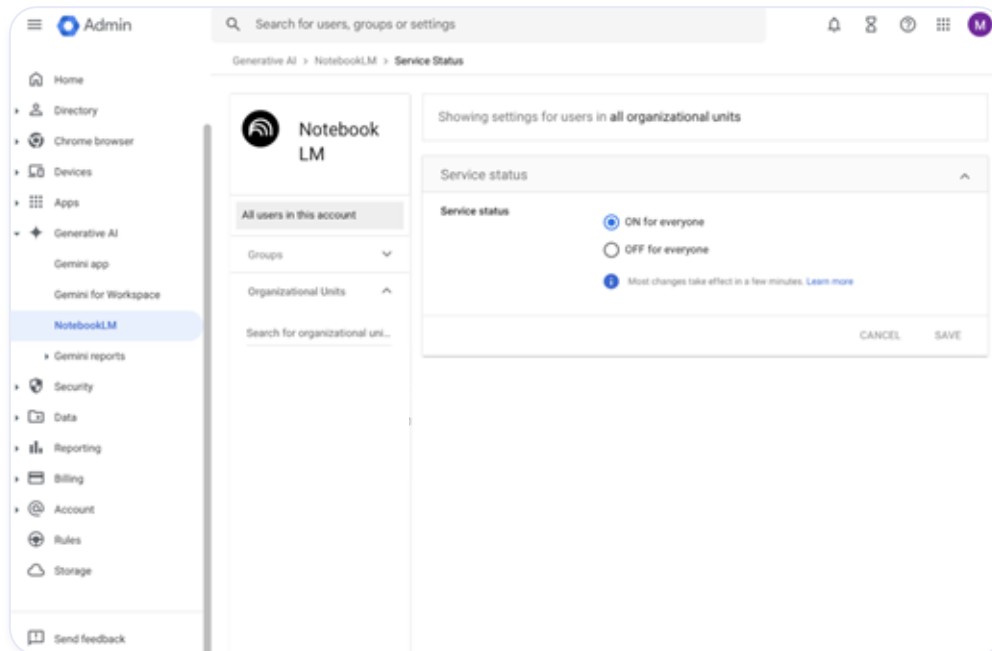 Admin
Search for users, groups or settings
M
Generative AI > NotebookLM > Service Status
Home
Directory
Chrome browser
Devices
Apps
Generative AI
Gemini app
Gemini for Workspace
NotebookLM
Gemini reports
Security
Data
Reporting
Billing
Account
Rules
Storage
Send feedback
Notebook
LM
All users in this account
Groups
Organizational Units
Search for organizational uni...
Showing settings for users in all organizational units
Service status
Service status
ON for everyone
OFF for everyone
Most changes take effect in a few minutes. Learn more
CANCEL SAVE